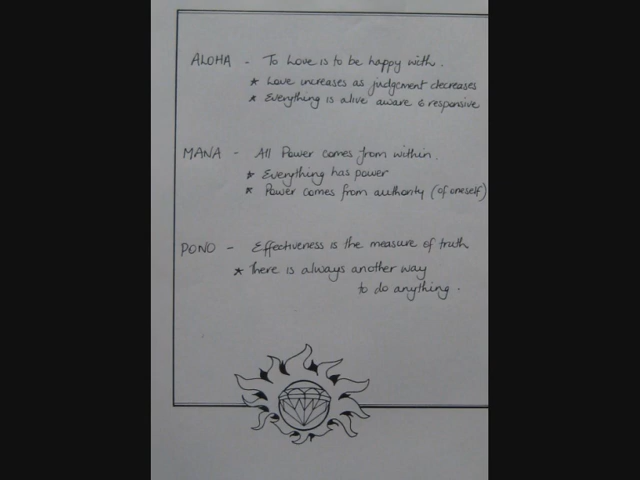 ALOHA - To Love is to be happy with.
* Love increases as judgement decreases
* Everything is alive aware & responsive
MANA - All Power comes from within.
* Everything has power
* Power comes from authority (of oneself)
PONO - Effectiveness is the measure of truth
* There is always another way
to do anything.